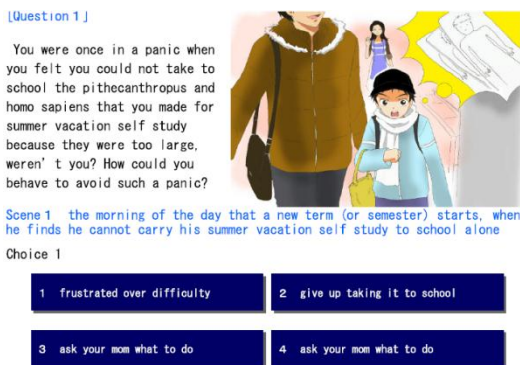 [Question 1]
You were once in a panic when
you felt you could not take to
school the pithecanthropus and
homo sapiens that you made for
summer vacation self study
because they were too large,
weren't you? How could you
behave to avoid such a panic?
Scene 1 the morning of the day that a new term (or semester) starts, when
he finds he cannot carry his summer vacation self study to school alone
Choice 1
1 frustrated over difficulty
2 give up taking it to school
3 ask your mom what to do
4 ask your mom what to do